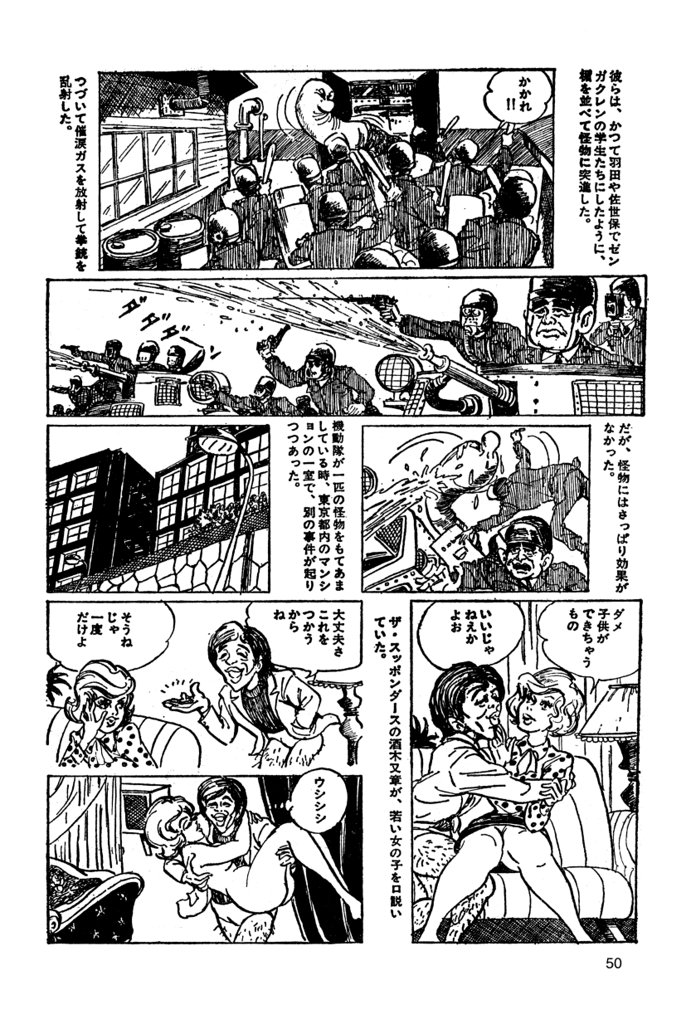 彼らは、かつて羽田や佐世保でゼン
ガクレンの学生たちにしたように、
楯を並べて怪物に突進した。
かかれ
!!
つづいて催涙ガスを放射して拳銃を
乱射した。
ダダダ
だが、怪物にはさっぱり効果が
なかった。
機動隊が一匹の怪物をもてあま
している時、東京都内のマンシ
ョンの一室で、別の事件が起り
つつあった。
ダメ
子供が
できちゃう
もの
いいじゃ
ねえか
よお
ザ・スッポンダースの酒木又章が、若い女の子を口説い
ていた。
大丈夫さ
これを
つかう
から
ね
そうね
じゃ
一度
だけよ
ウシシシ
50